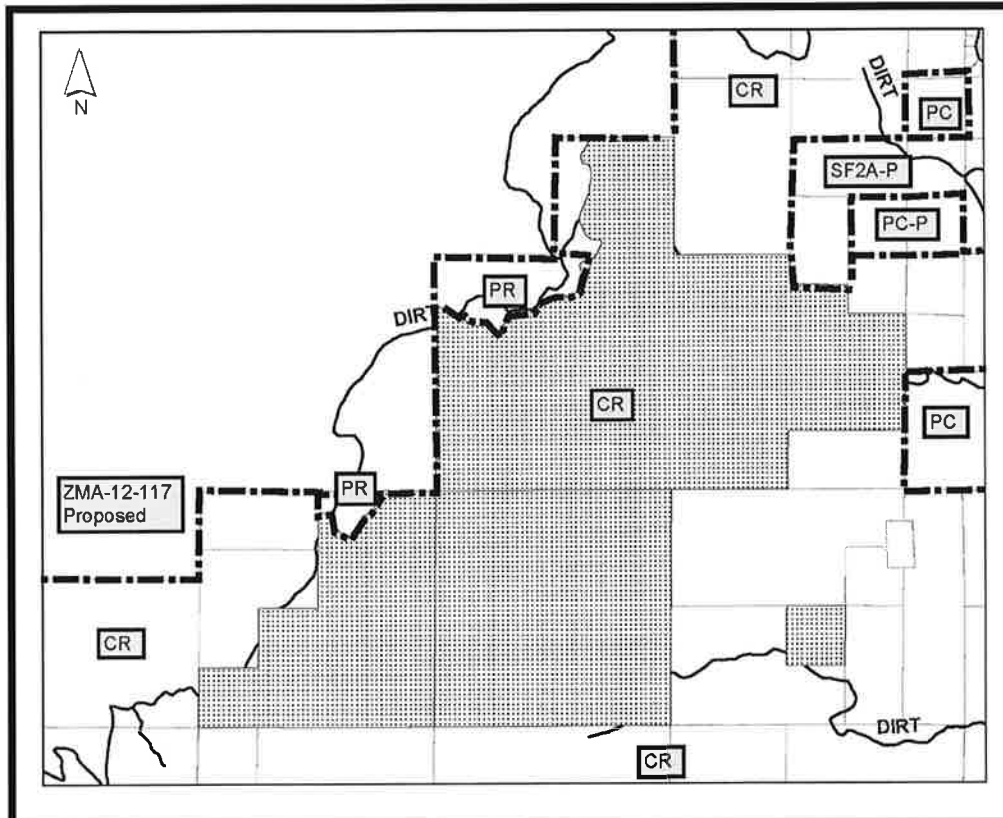 N
CR
DIRT
PC
SF2A-P
PC-P
PR
DIRT
CR
PC
PR
ZMA-12-117
Proposed
CR
DIRT
CR